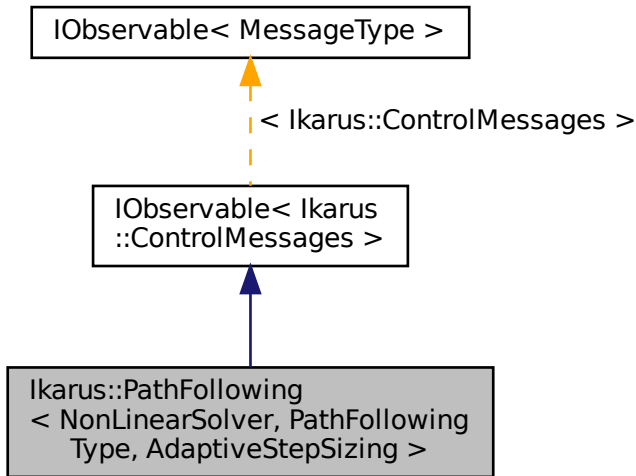 IObservable< MessageType >
< Ikarus::ControlMessages >
IObservable< Ikarus
::ControlMessages >
Ikarus::PathFollowing
< NonLinearSolver, PathFollowing
Type, AdaptiveStepSizing >